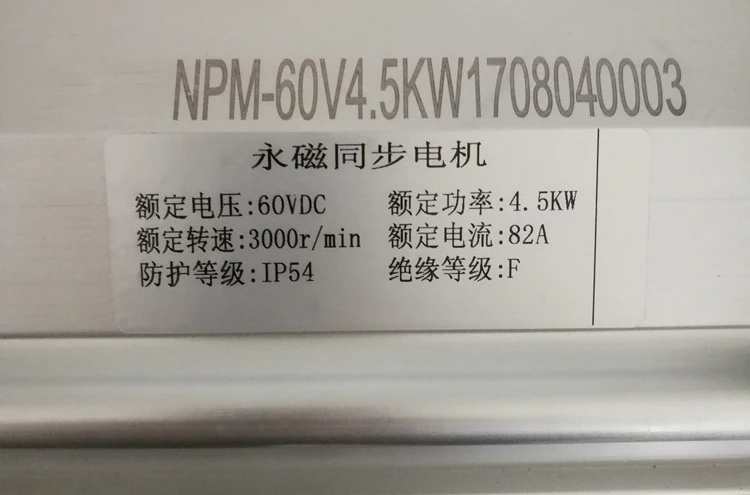 NPM-60V4.5KW1708040003
永磁同步电机
额定电压:60VDC 额定功率:4.5KW
额定转速:3000r/min 额定电流:82A
防护等级:IP54 绝缘等级:F